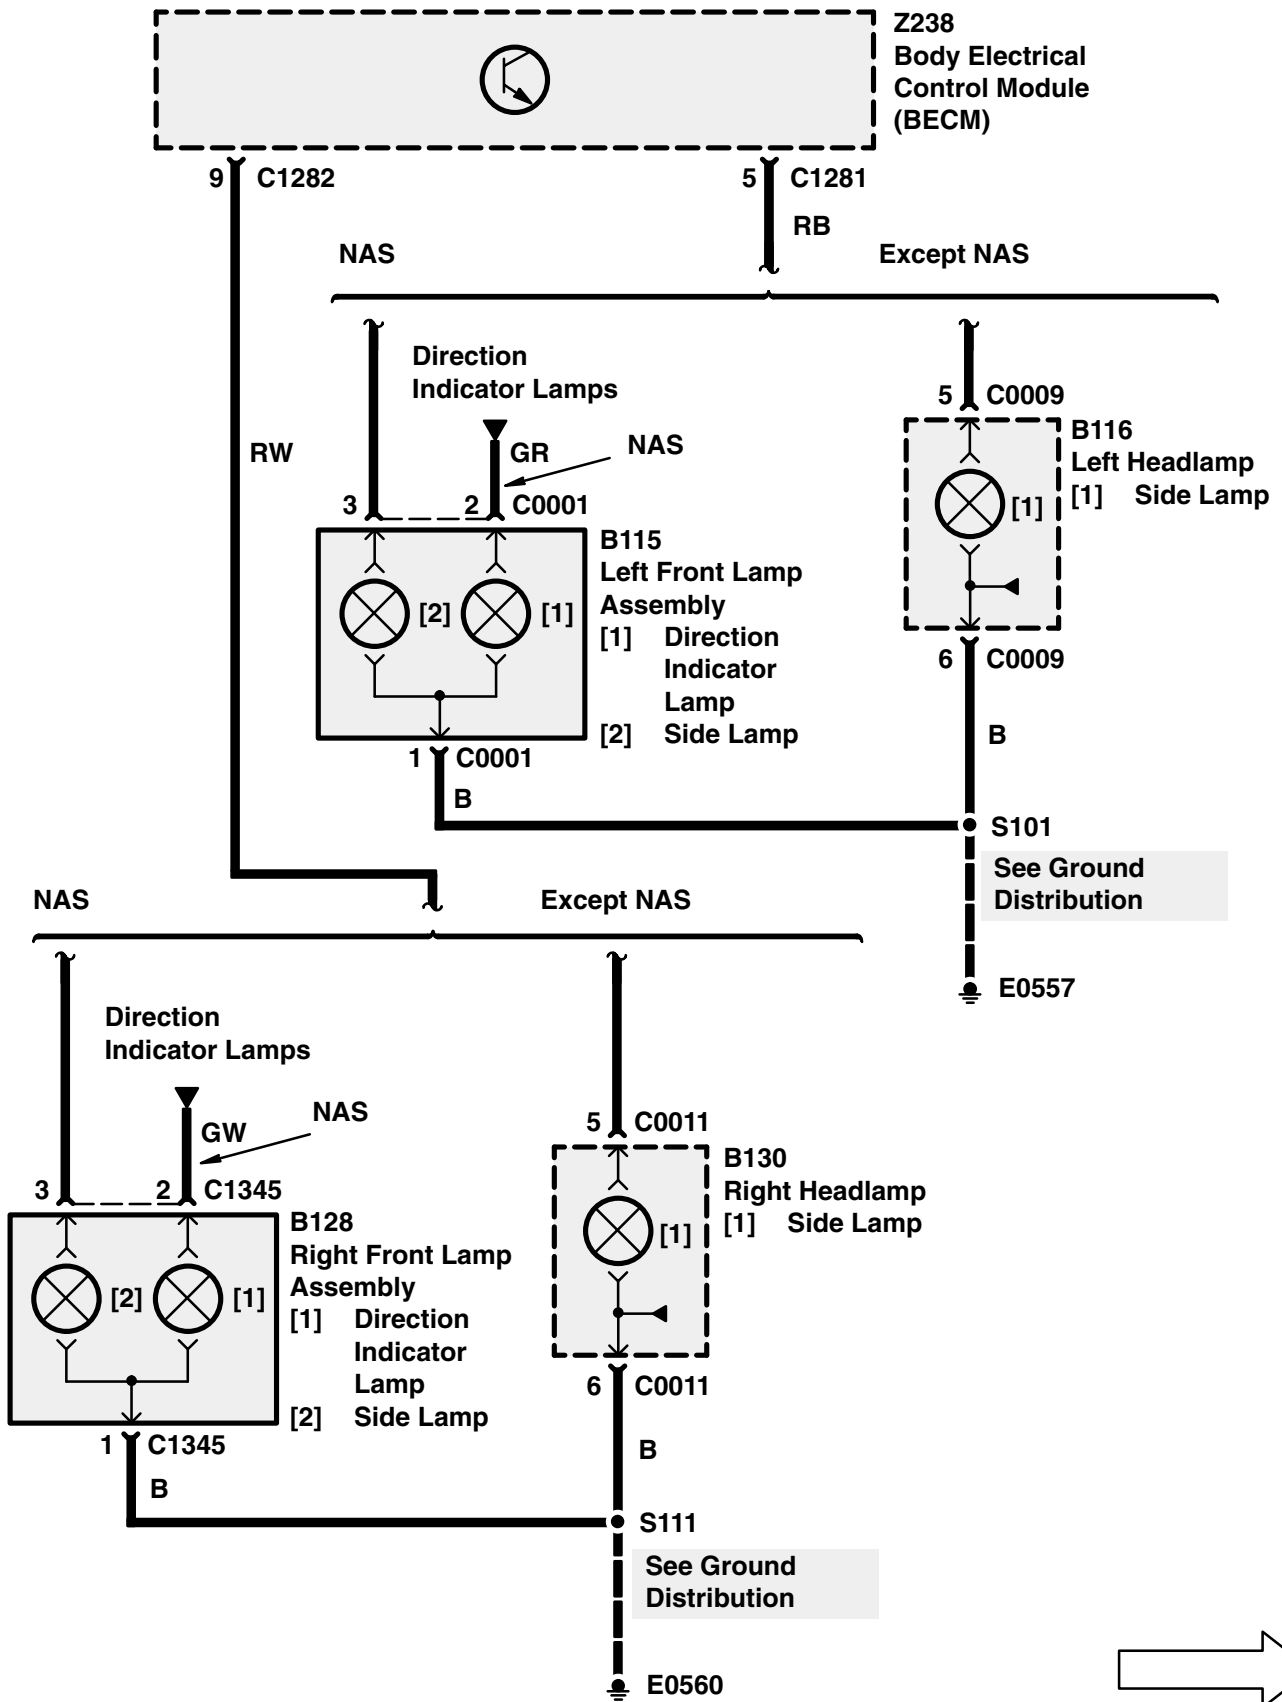 Z238
Body Electrical
Control Module
(BECM)
9 C1282
5 C1281
RB
NAS
Except NAS
Direction
Indicator Lamps
5 C0009
B116
Left Headlamp
[1] Side Lamp
[1]
RW
GR
NAS
3
2 C0001
B115
Left Front Lamp
Assembly
[1] Direction
Indicator
Lamp
[2] Side Lamp
[2]
[1]
6 C0009
B
1 C0001
B
S101
See Ground
Distribution
E0557
NAS
Except NAS
Direction
Indicator Lamps
GW
NAS
5 C0011
B130
Right Headlamp
[1] Side Lamp
[1]
3
2 C1345
B128
Right Front Lamp
Assembly
[1] Direction
Indicator
Lamp
[2] Side Lamp
[2]
[1]
6 C0011
B
1 C1345
B
S111
See Ground
Distribution
E0560